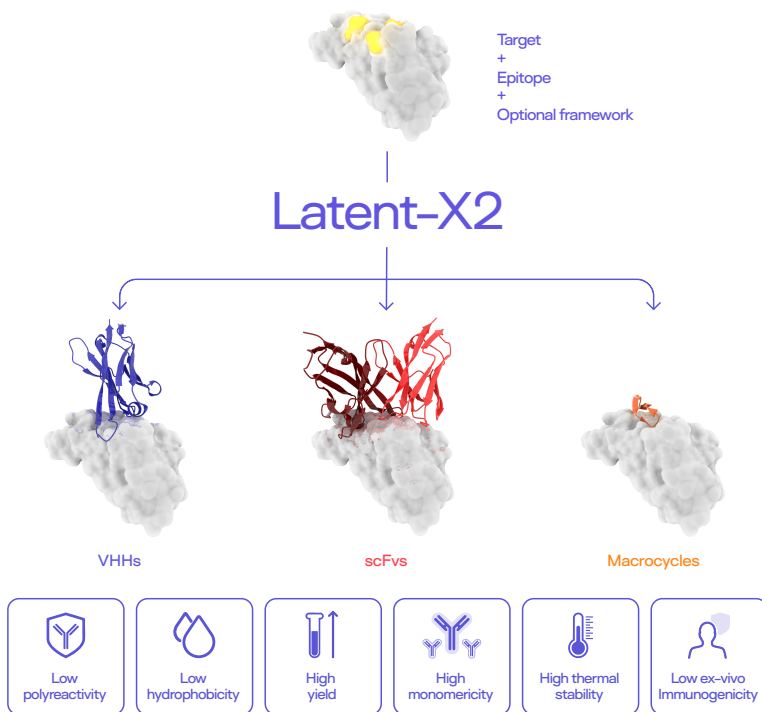 Target
+
Epitope
+
Optional framework
Latent-X2
VHHs
scFvs
Macrocycles
Low
polyreactivity
Low
hydrophobicity
High
yield
High
monomericity
High thermal
stability
Low ex-vivo
Immunogenicity